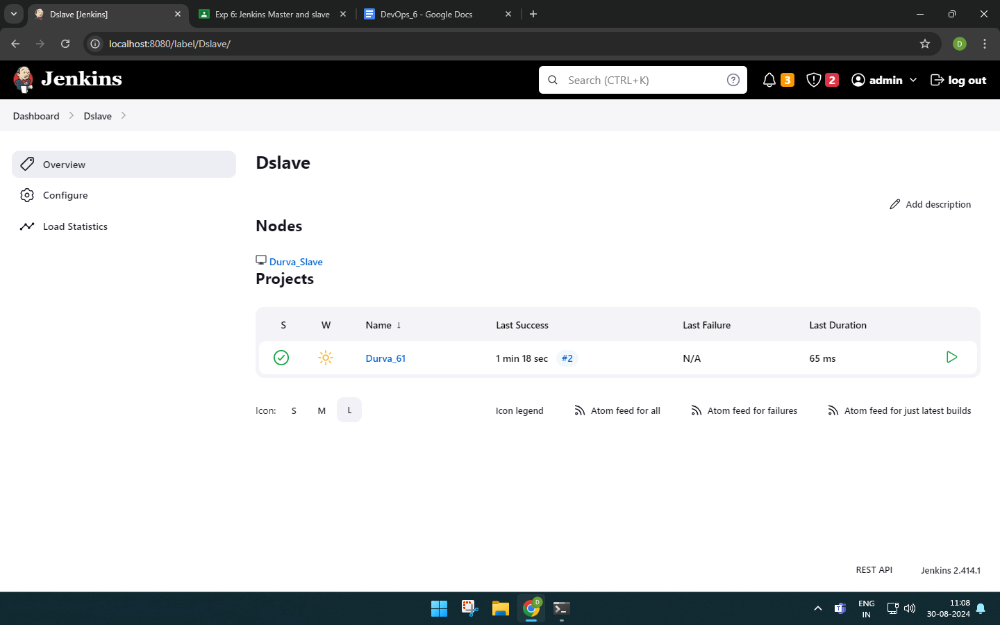 Dslave [Jenkins]
Exp 6: Jenkins Master and slave
DevOps_6 - Google Docs
localhost:8080/label/Dslave/
D
Jenkins
Search (CTRL+K)
?
3
2
admin
log out
Dashboard
Dslave
Overview
Configure
Load Statistics
Dslave
Add description
Nodes
Durva_Slave
Projects
S W Name ↓ Last Success Last Failure Last Duration
Durva_61 1 min 18 sec #2 N/A 65 ms
Icon: S M L Icon legend Atom feed for all Atom feed for failures Atom feed for just latest builds
REST API Jenkins 2.414.1
D
T
ENG
IN
11:08
30-08-2024